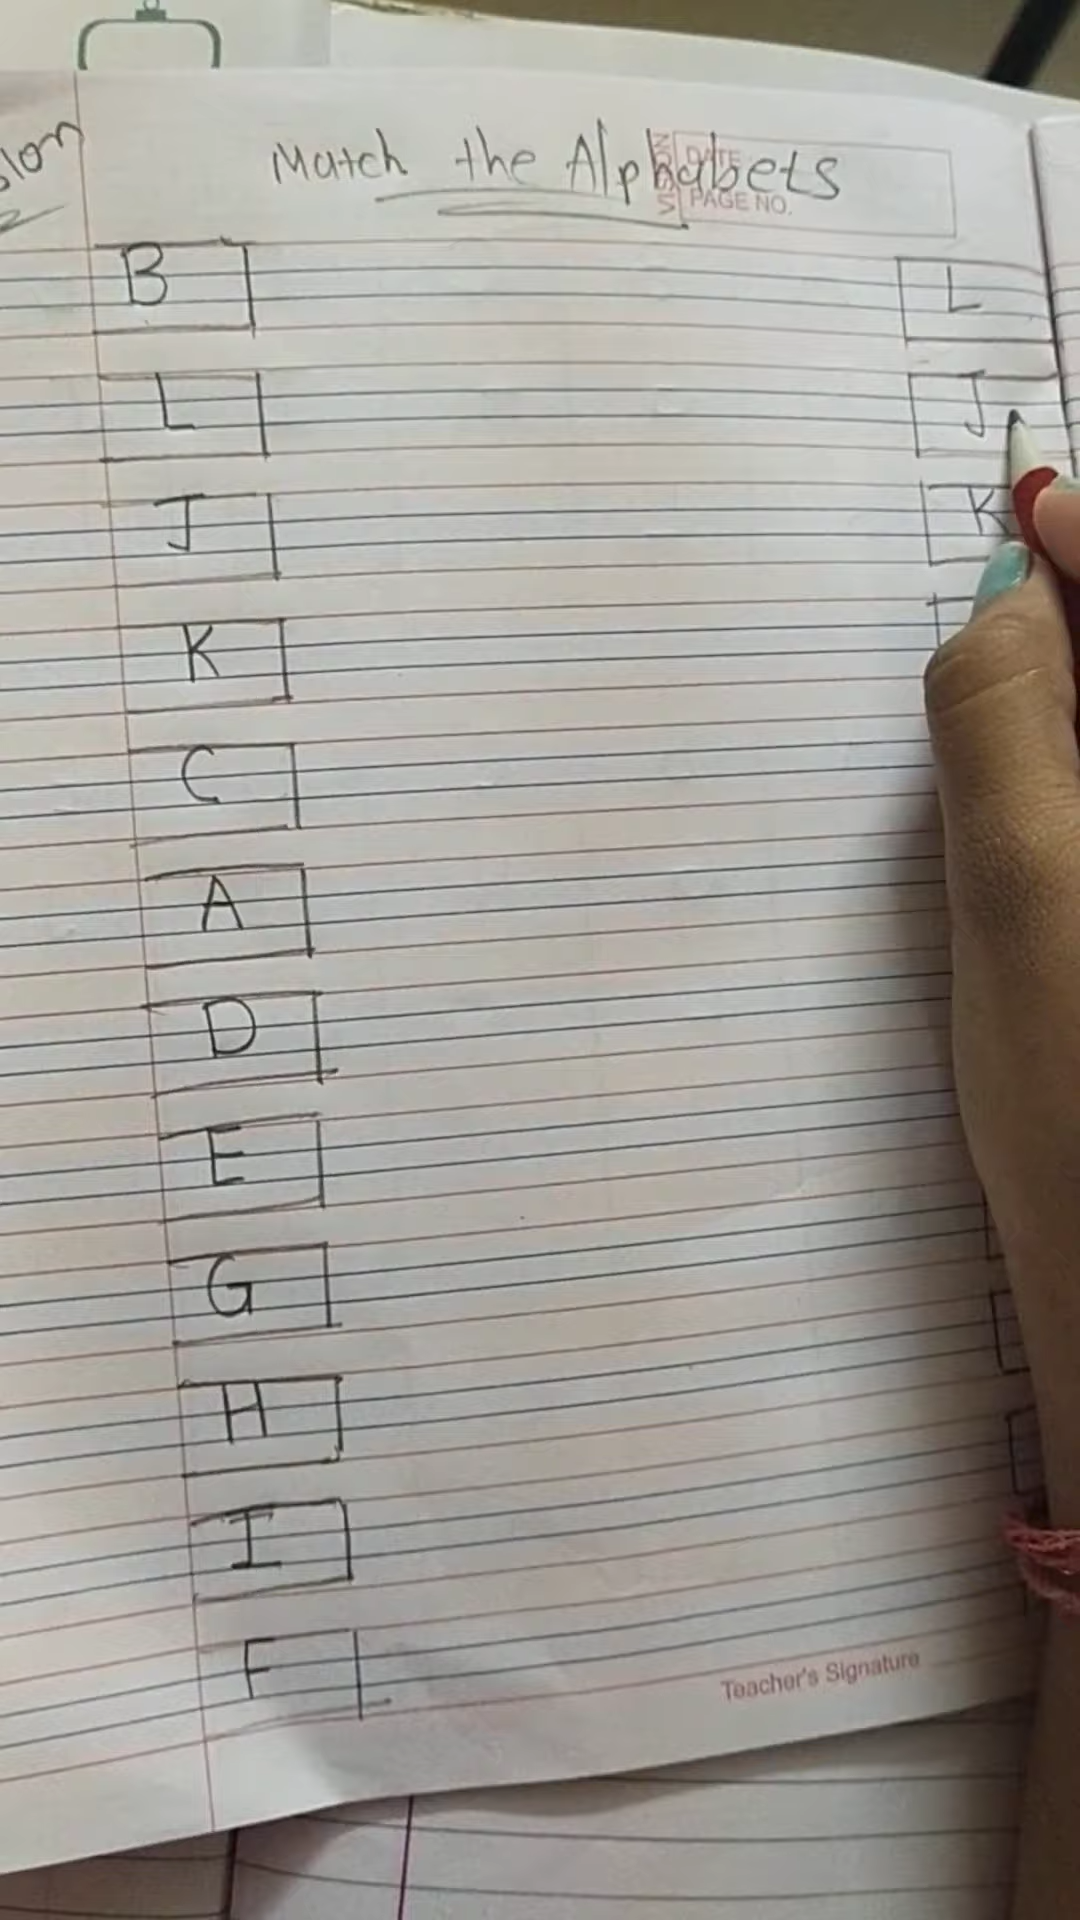 Match the Alphabets
DATE
PAGE NO.
B L
L J
J K
K
C
A
D
E
G
H
I
F
Teacher's Signature